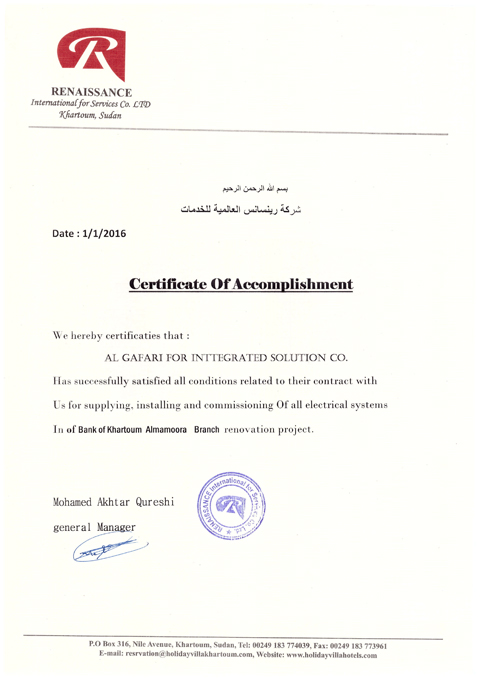 RENAISSANCE
International for Services Co. LTD
Khartoum, Sudan
بسم الله الرحمن الرحيم
شركة رينسانس العالمية للخدمات
Date : 1/1/2016
Certificate Of Accomplishment
We hereby certificaties that :
AL GAFARI FOR INTTEGRATED SOLUTION CO.
Has successfully satisfied all conditions related to their contract with
Us for supplying, installing and commissioning Of all electrical systems
In of Bank of Khartoum Almamoora Branch renovation project.
Mohamed Akhtar Qureshi
general Manager
RENAISSANCE International for Services Co. Ltd.
P.O Box 316, Nile Avenue, Khartoum, Sudan, Tel: 00249 183 774039, Fax: 00249 183 773961
E-mail: resrvation@holidayvillakhartoum.com, Website: www.holidayvillahotels.com